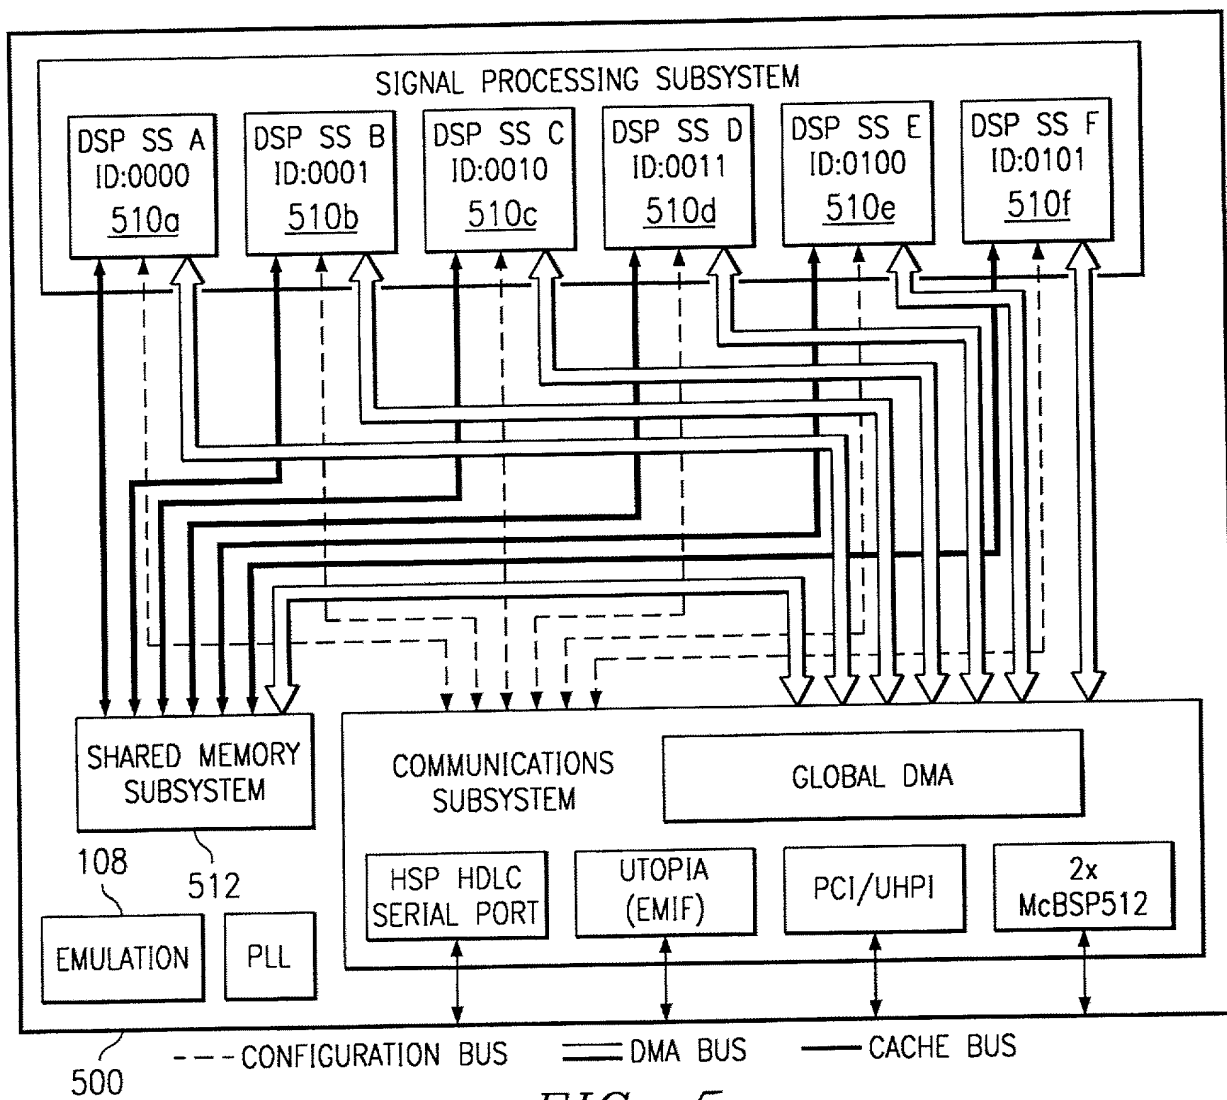 SIGNAL PROCESSING SUBSYSTEM
DSP SS A
ID:0000
510a
DSP SS B
ID:0001
510b
DSP SS C
ID:0010
510c
DSP SS D
ID:0011
510d
DSP SS E
ID:0100
510e
DSP SS F
ID:0101
510f
SHARED MEMORY
SUBSYSTEM
512
COMMUNICATIONS
SUBSYSTEM
GLOBAL DMA
HSP HDLC
SERIAL PORT
UTOPIA
(EMIF)
PCI/UHPI
2x
McBSP512
108
EMULATION
PLL
500
CONFIGURATION BUS
DMA BUS
CACHE BUS